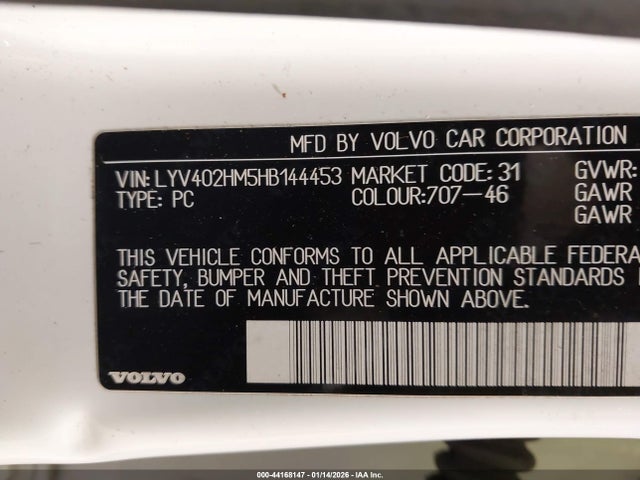 MFD BY VOLVO CAR CORPORATION
VIN: LYV402HM5HB144453 MARKET CODE: 31 GVWR:
TYPE: PC COLOUR:707-46 GAWR
GAWR
THIS VEHICLE CONFORMS TO ALL APPLICABLE FEDERA
SAFETY, BUMPER AND THEFT PREVENTION STANDARDS
THE DATE OF MANUFACTURE SHOWN ABOVE.
VOLVO
000-44168147 - 01/14/2026 - IAA Inc.